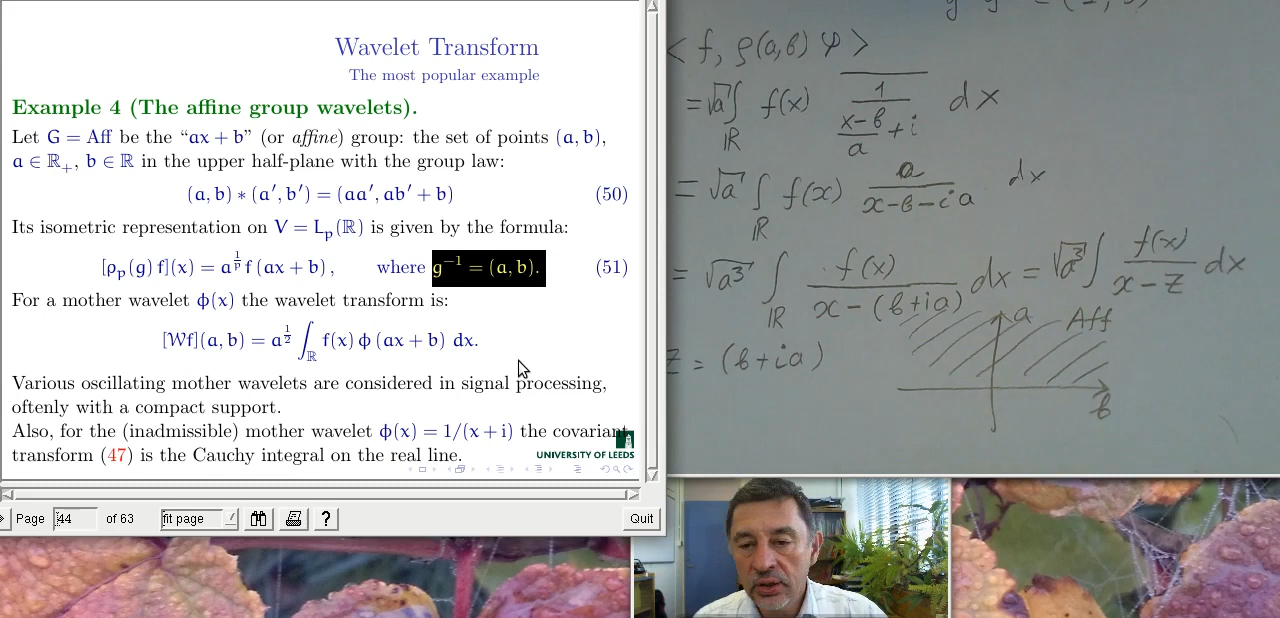 Wavelet Transform
The most popular example
Example 4 (The affine group wavelets).
Let G = Aff be the “ax + b” (or affine) group: the set of points (a, b),
a ∈ ℝ₊, b ∈ ℝ in the upper half-plane with the group law:
(a, b) ∗ (a′, b′) = (aa′, ab′ + b) (50)
Its isometric representation on V = Lₚ(ℝ) is given by the formula:
[ρₚ(g) f](x) = a^{1/p} f (ax + b) , where g⁻¹ = (a, b). (51)
For a mother wavelet ϕ(x) the wavelet transform is:
[Wf](a, b) = a^{1/2} ∫_ℝ f(x) ϕ (ax + b) dx.
Various oscillating mother wavelets are considered in signal processing,
oftenly with a compact support.
Also, for the (inadmissible) mother wavelet ϕ(x) = 1/(x + i) the covariant
transform (47) is the Cauchy integral on the real line.
UNIVERSITY OF LEEDS
Page 44 of 63 fit page ? Quit
< f, ρ(a,b) φ >
= √a ∫_ℝ f(x) \overline{1/((x-b)/a + i)} dx
= √a ∫_ℝ f(x) a/(x-b-ia) dx
= √a³ ∫_ℝ f(x)/(x-(b+ia)) dx = √a³ ∫ f(x)/(x-z) dx
a Aff
z = (b+ia)
b